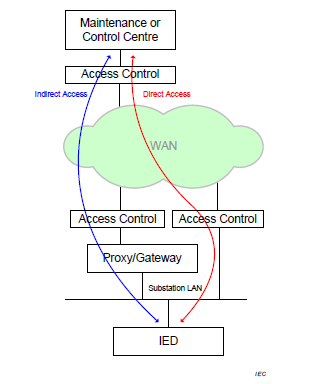 Maintenance or
Control Centre
Access Control
Indirect Access
Direct Access
WAN
Access Control
Access Control
Proxy/Gateway
Substation LAN
IED
IEC